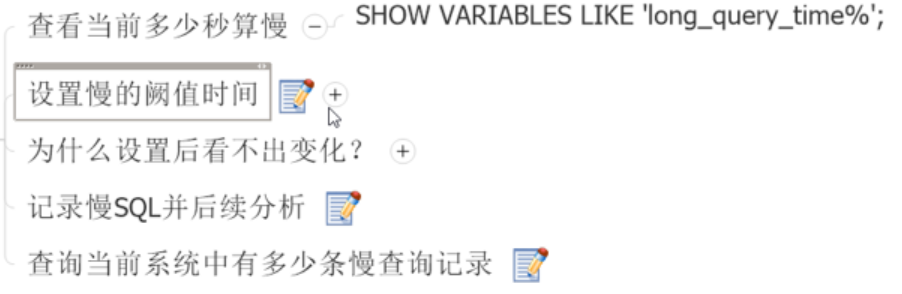 查看当前多少秒算慢 SHOW VARIABLES LIKE 'long_query_time%';
设置慢的阙值时间
为什么设置后看不出变化？
记录慢SQL并后续分析
查询当前系统中有多少条慢查询记录